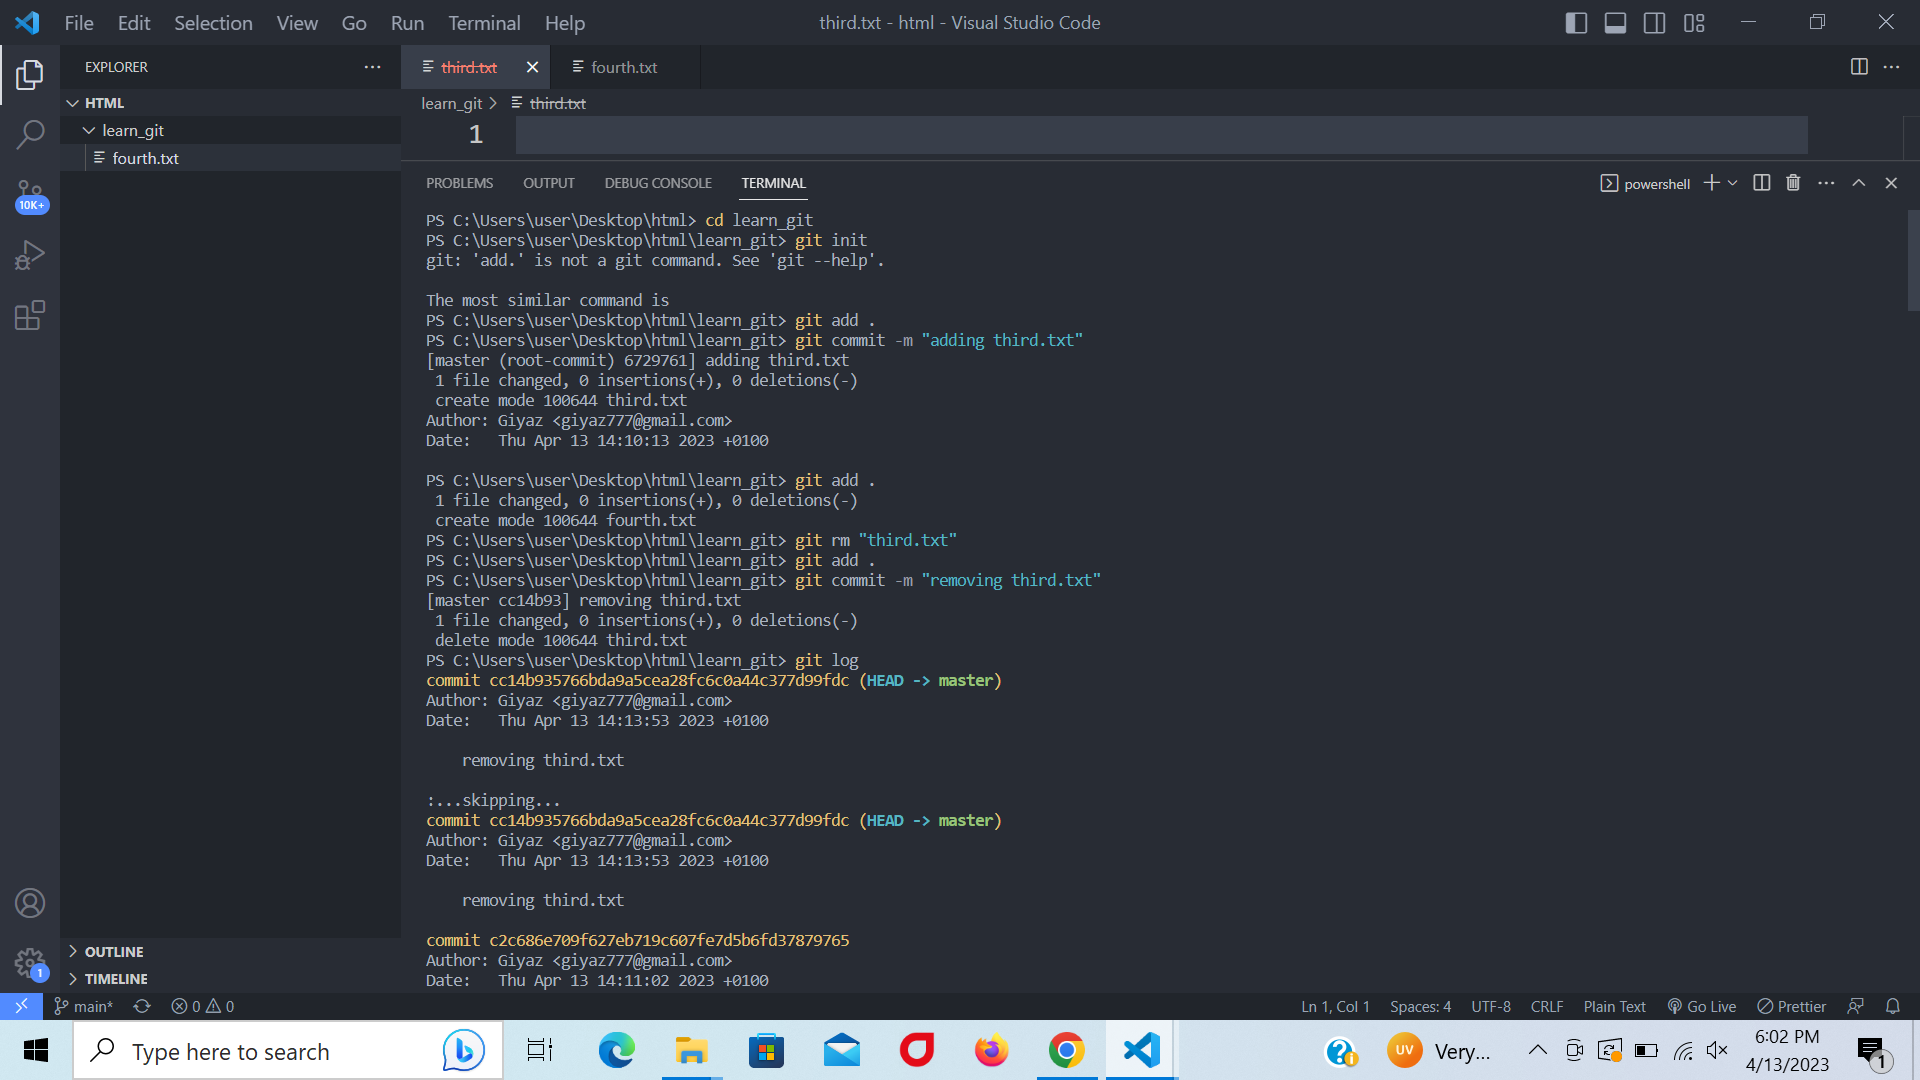 File Edit Selection View Go Run Terminal Help
third.txt - html - Visual Studio Code
EXPLORER
HTML
learn_git
fourth.txt
10K+
third.txt
fourth.txt
learn_git > third.txt
1
PROBLEMS OUTPUT DEBUG CONSOLE TERMINAL
powershell
PS C:\Users\user\Desktop\html> cd learn_git
PS C:\Users\user\Desktop\html\learn_git> git init
git: 'add.' is not a git command. See 'git --help'.
The most similar command is
PS C:\Users\user\Desktop\html\learn_git> git add .
PS C:\Users\user\Desktop\html\learn_git> git commit -m "adding third.txt"
[master (root-commit) 6729761] adding third.txt
1 file changed, 0 insertions(+), 0 deletions(-)
create mode 100644 third.txt
Author: Giyaz <giyaz777@gmail.com>
Date:   Thu Apr 13 14:10:13 2023 +0100
PS C:\Users\user\Desktop\html\learn_git> git add .
1 file changed, 0 insertions(+), 0 deletions(-)
create mode 100644 fourth.txt
PS C:\Users\user\Desktop\html\learn_git> git rm "third.txt"
PS C:\Users\user\Desktop\html\learn_git> git add .
PS C:\Users\user\Desktop\html\learn_git> git commit -m "removing third.txt"
[master cc14b93] removing third.txt
1 file changed, 0 insertions(+), 0 deletions(-)
delete mode 100644 third.txt
PS C:\Users\user\Desktop\html\learn_git> git log
commit cc14b935766bda9a5cea28fc6c0a44c377d99fdc (HEAD -> master)
Author: Giyaz <giyaz777@gmail.com>
Date:   Thu Apr 13 14:13:53 2023 +0100
removing third.txt
:...skipping...
commit cc14b935766bda9a5cea28fc6c0a44c377d99fdc (HEAD -> master)
Author: Giyaz <giyaz777@gmail.com>
Date:   Thu Apr 13 14:13:53 2023 +0100
removing third.txt
commit c2c686e709f627eb719c607fe7d5b6fd37879765
Author: Giyaz <giyaz777@gmail.com>
Date:   Thu Apr 13 14:11:02 2023 +0100
OUTLINE
TIMELINE
1
main* 0 0
Ln 1, Col 1 Spaces: 4 UTF-8 CRLF Plain Text Go Live Prettier
Type here to search
UV Very...
6:02 PM
4/13/2023
1